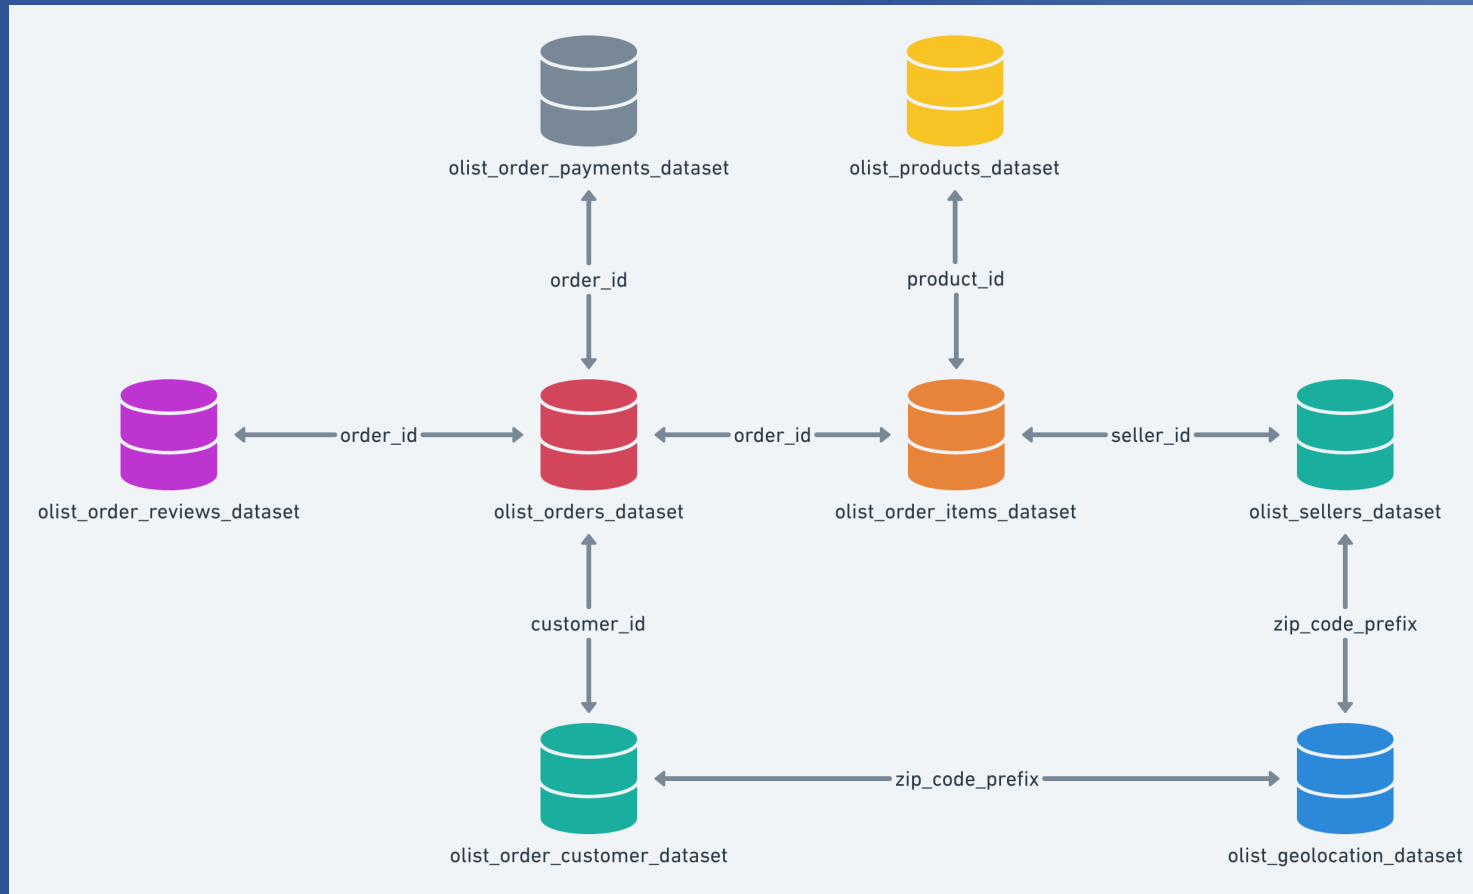 olist_order_payments_dataset
olist_products_dataset
order_id
product_id
order_id
order_id
seller_id
olist_order_reviews_dataset
olist_orders_dataset
olist_order_items_dataset
olist_sellers_dataset
customer_id
zip_code_prefix
zip_code_prefix
olist_order_customer_dataset
olist_geolocation_dataset